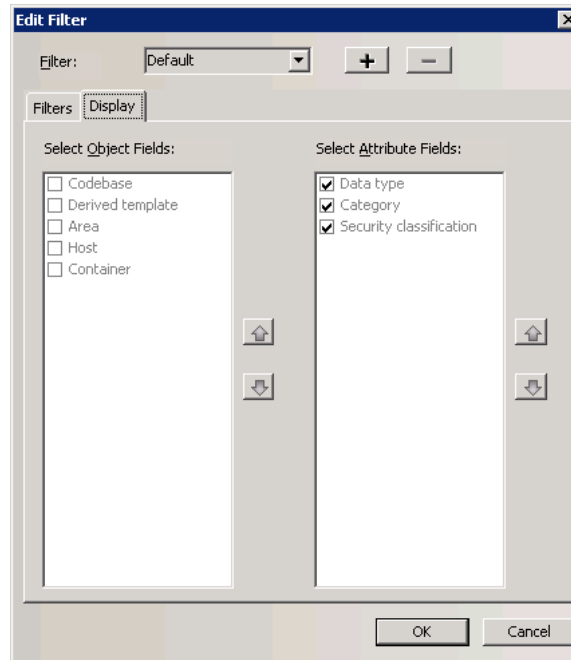 Edit Filter
Filter: Default
Filters Display
Select Object Fields: Select Attribute Fields:
Codebase
Derived template
Area
Host
Container
Data type
Category
Security classification
OK Cancel